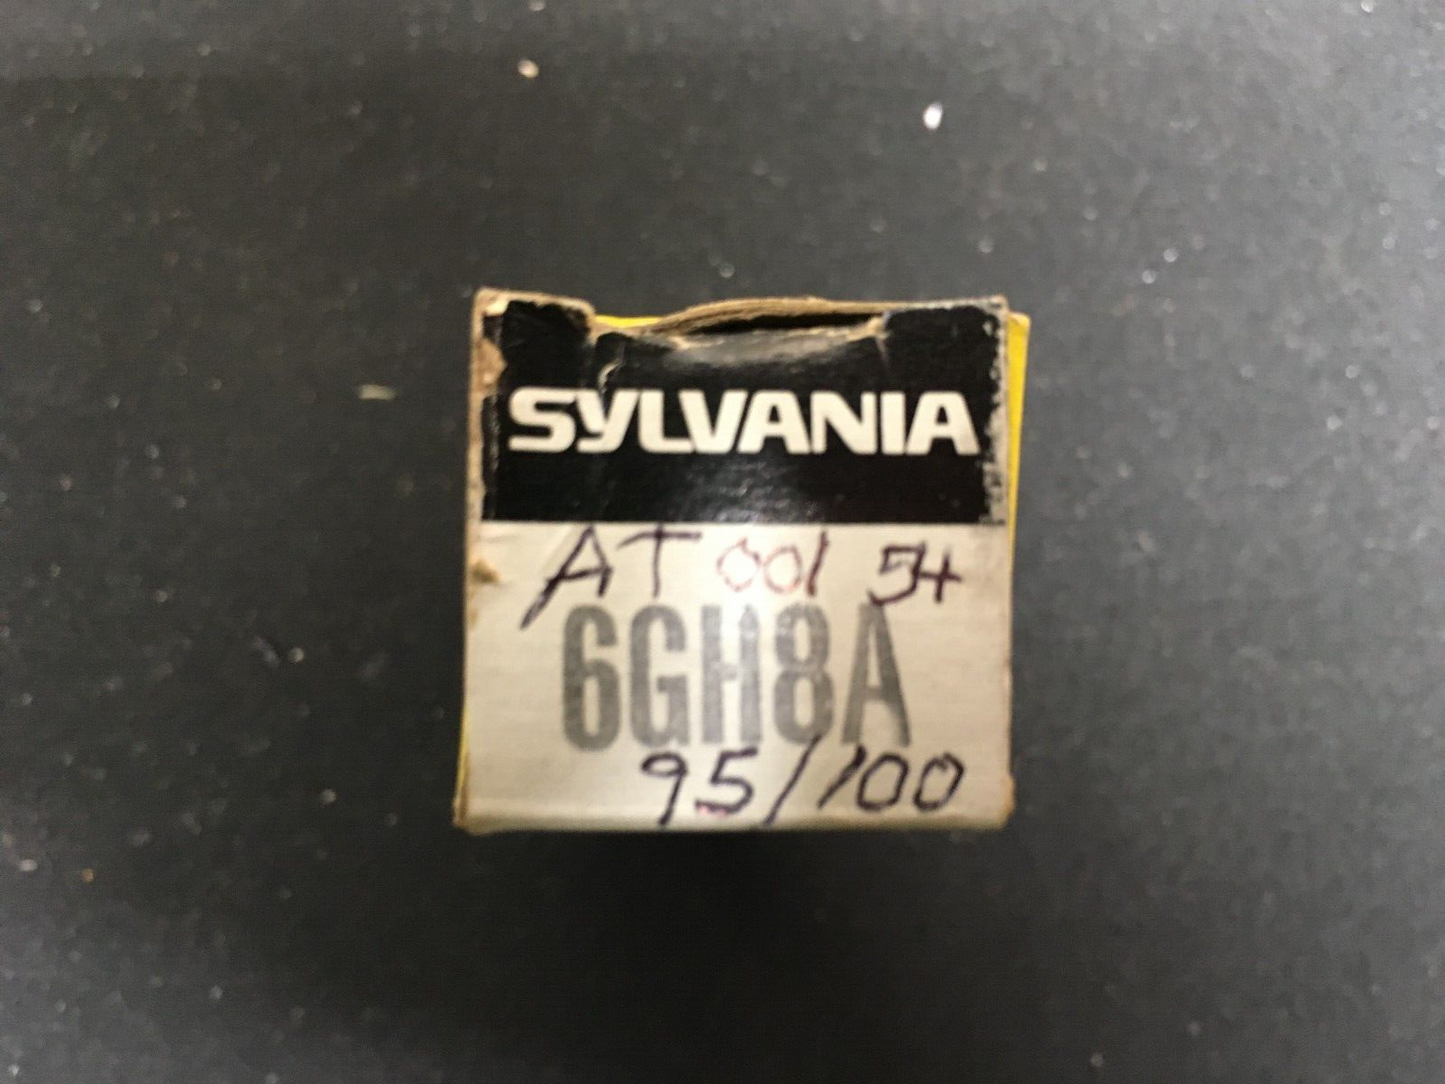 SYLVANIA
AT 001 54
6GH8A
95/100